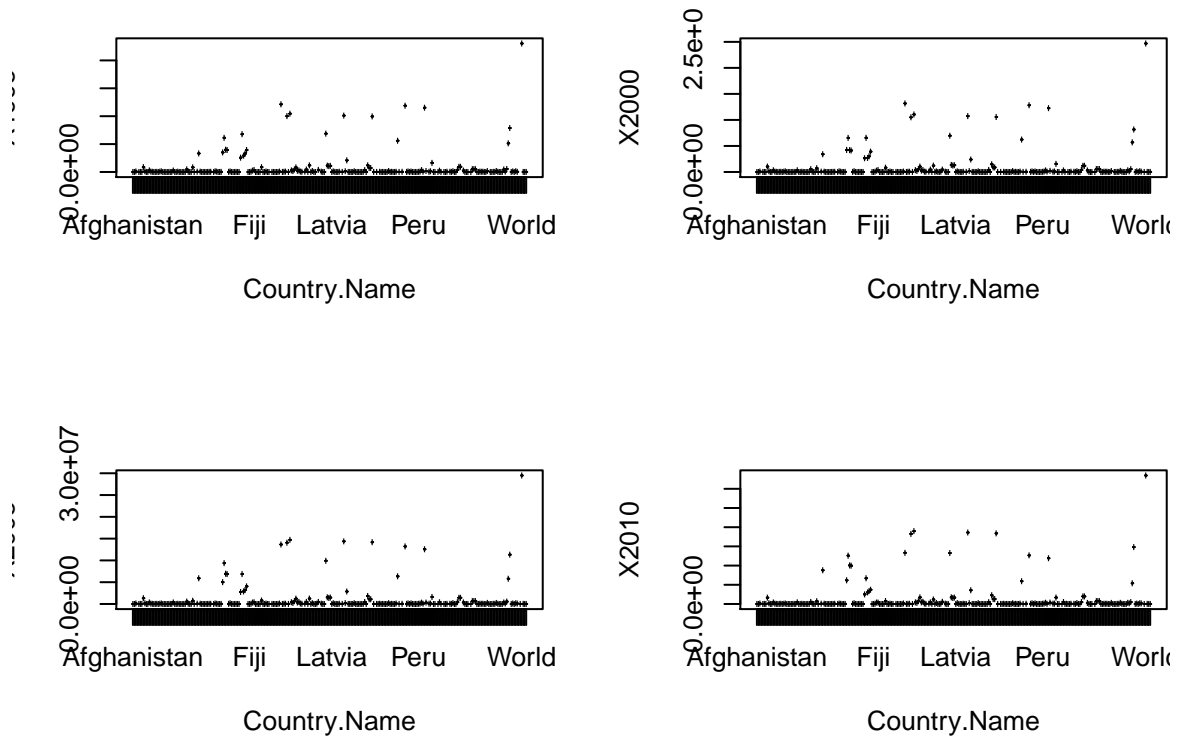 0.0e+00
Afghanistan Fiji Latvia Peru World
Country.Name
X2000
0.0e+00 2.5e+0
Afghanistan Fiji Latvia Peru
Country.Name
0.0e+00 3.0e+07
Afghanistan Fiji Latvia Peru World
Country.Name
X2010
0.0e+00
Afghanistan Fiji Latvia Peru
Country.Name